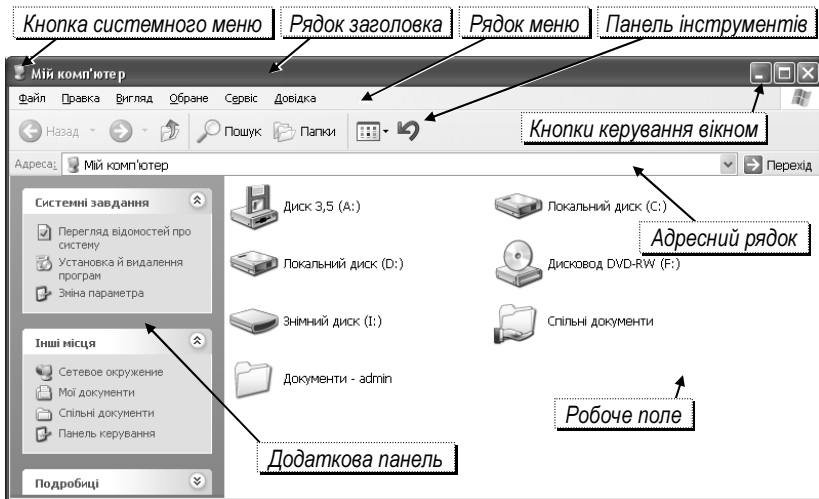 Кнопка системного меню
Рядок заголовка
Рядок меню
Панель інструментів
Мій комп'ютер
Файл Правка Вигляд Обране Сервіс Довідка
Назад Пошук Папки
Кнопки керування вікном
Адреса: Мій комп'ютер Перехід
Системні завдання
Перегляд відомостей про
систему
Установка й видалення
програм
Зміна параметра
Диск 3,5 (A:)
Локальний диск (C:)
Адресний рядок
Локальний диск (D:)
Дисковод DVD-RW (F:)
Знімний диск (I:)
Спільні документи
Документи - admin
Інші місця
Сетевое окружение
Мої документи
Спільні документи
Панель керування
Робоче поле
Додаткова панель
Подробиці